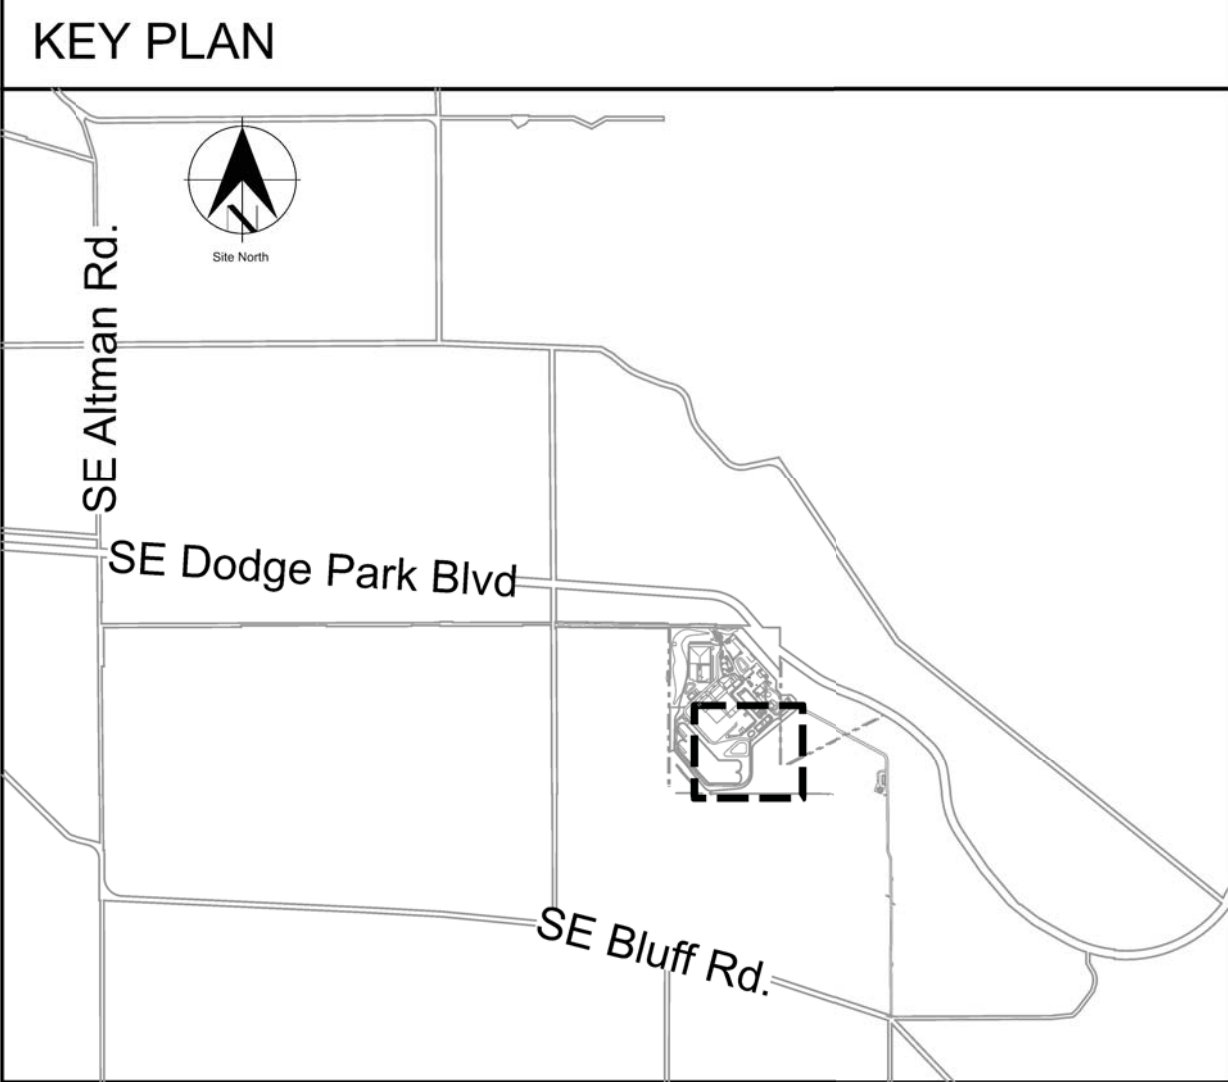 KEY PLAN
N
Site North
SE Altman Rd.
SE Dodge Park Blvd
SE Bluff Rd.